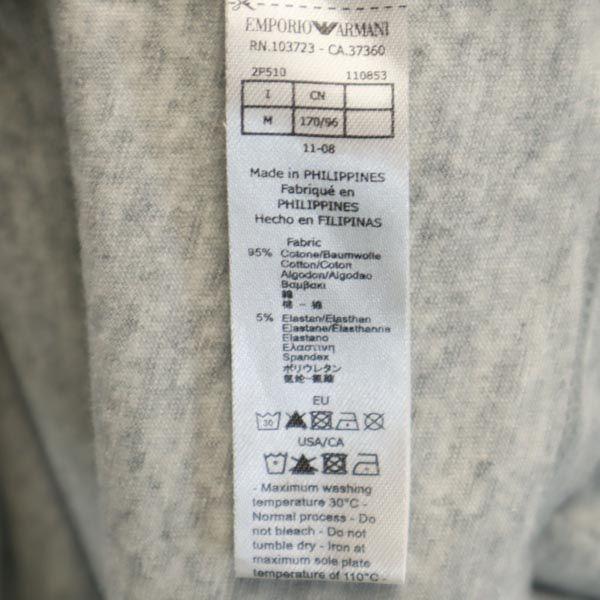 EMPORIO ARMANI
RN.103723 - CA.37360
2P510 110853
I CN
M 170/96
11-08
Made in PHILIPPINES
Fabriqué en
PHILIPPINES
Hecho en FILIPINAS
Fabric
95% Cotone/Baumwolle
Cotton/Coton
Algodon/Algodao
Βαμβακι
綿
棉 - 綿
5% Elastan/Elasthan
Elastane/Elasthanne
Elastano
Ελαστινη
Spandex
ポリウレタン
EU
30
USA/CA
- Maximum washing
temperature 30°C -
Normal process - Do
not bleach - Do not
tumble dry - Iron at
maximum sole plate
temperature of 110°C -